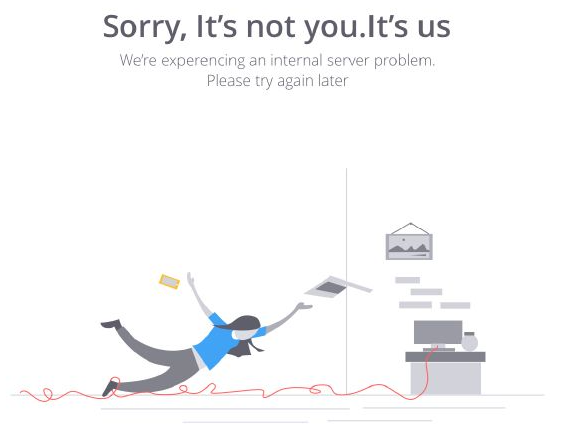 Sorry, It's not you.It's us
We're experencing an internal server problem.
Please try again later